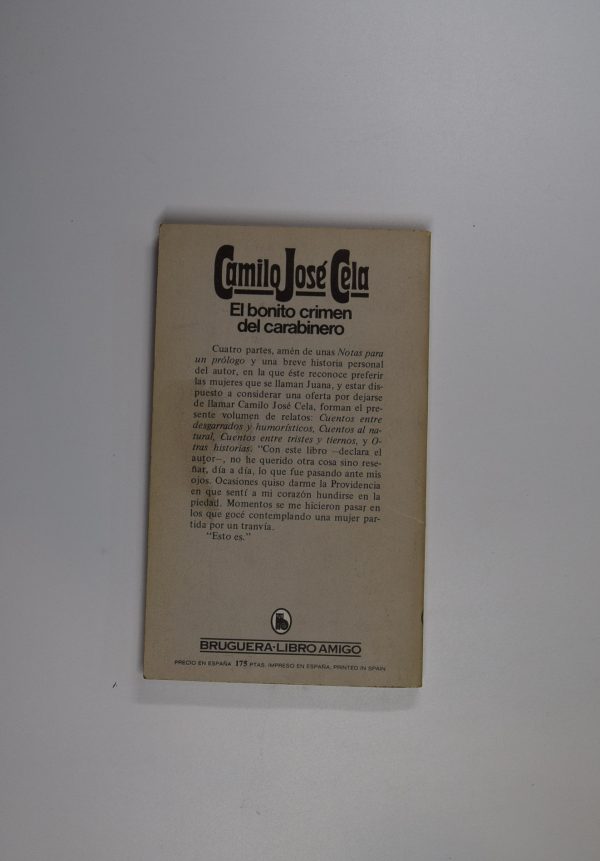 Camilo José Cela
El bonito crimen
del carabinero
Cuatro partes, amén de unas Notas para
un prólogo y una breve historia personal
del autor, en la que éste reconoce preferir
las mujeres que se llaman Juana, y estar dis-
puesto a considerar una oferta por dejarse
de llamar Camilo José Cela, forman el pre-
sente volumen de relatos: Cuentos entre
desgarrados y humorísticos, Cuentos al na-
tural, Cuentos entre tristes y tiernos, y O-
tras historias. "Con este libro —declara el
autor—, no he querido otra cosa sino rese-
ñar, día a día, lo que fue pasando ante mis
ojos. Ocasiones quiso darme la Providencia
en que sentí a mi corazón hundirse en la
piedad. Momentos se me hicieron pasar en
los que gocé contemplando una mujer par-
tida por un tranvía.
"Esto es."
BRUGUERA·LIBRO AMIGO
PRECIO EN ESPAÑA 175 PTAS. IMPRESO EN ESPAÑA, PRINTED IN SPAIN